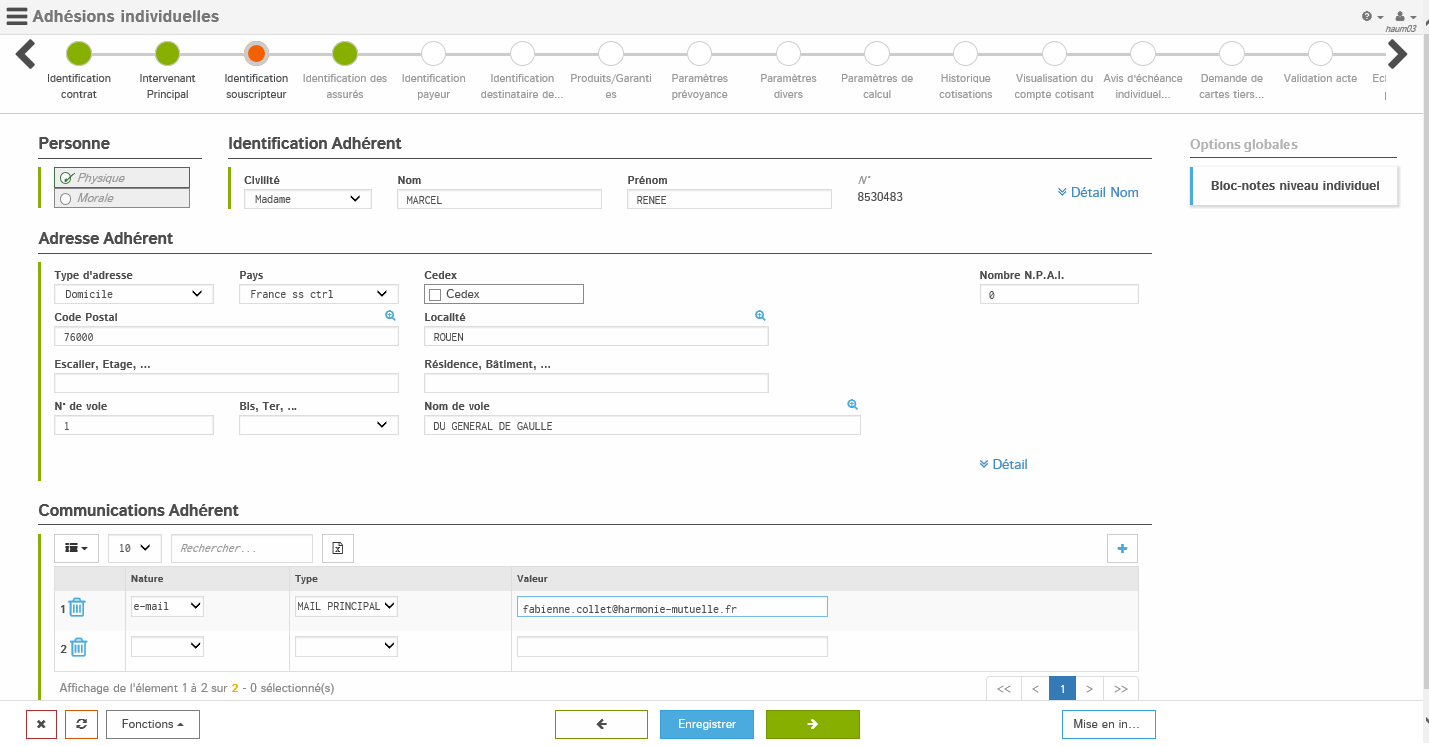 Adhésions individuelles
haum03
Identification contrat
Intervenant Principal
Identification souscripteur
Identification des assurés
Identification payeur
Identification destinataire de...
Produits/Garanti es
Paramètres prévoyance
Paramètres divers
Paramètres de calcul
Historique cotisations
Visualisation du compte cotisant
Avis d'échéance individuel...
Demande de cartes tiers...
Validation acte
Personne
Identification Adhérent
Options globales
Physique
Morale
Civilité
Nom
Prénom
N°
Madame
MARCEL
RENEE
8530483
Détail Nom
Bloc-notes niveau individuel
Adresse Adhérent
Type d'adresse
Pays
Cedex
Nombre N.P.A.I.
Domicile
France ss ctrl
Cedex
0
Code Postal
Localité
76000
ROUEN
Escalier, Etage, ...
Résidence, Bâtiment, ...
N° de voie
Bis, Ter, ...
Nom de voie
1
DU GENERAL DE GAULLE
Détail
Communications Adhérent
10
Rechercher...
Nature
Type
Valeur
1
e-mail
MAIL PRINCIPAL
fabienne.collet@harmonie-mutuelle.fr
2
Affichage de l'élement 1 à 2 sur 2 - 0 sélectionné(s)
<<
<
1
>
>>
Fonctions
Enregistrer
Mise en in...